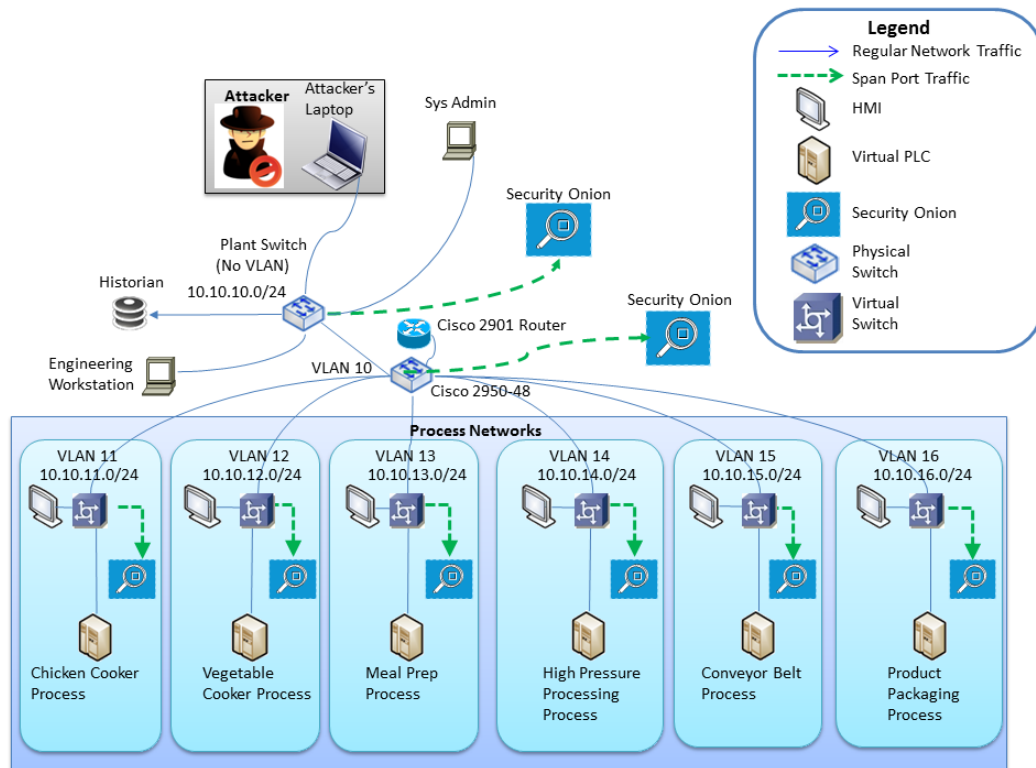 Legend
Regular Network Traffic
Span Port Traffic
HMI
Virtual PLC
Security Onion
Physical
Switch
Virtual
Switch
Attacker
Attacker's
Laptop
Sys Admin
Security Onion
Plant Switch
(No VLAN)
10.10.10.0/24
Historian
Security Onion
Cisco 2901 Router
Engineering
Workstation
VLAN 10
Cisco 2950-48
Process Networks
VLAN 11
10.10.11.0/24
Chicken Cooker
Process
VLAN 12
10.10.12.0/24
Vegetable
Cooker Process
VLAN 13
10.10.13.0/24
Meal Prep
Process
VLAN 14
10.10.14.0/24
High Pressure
Processing
Process
VLAN 15
10.10.15.0/24
Conveyor Belt
Process
VLAN 16
10.10.16.0/24
Product
Packaging
Process